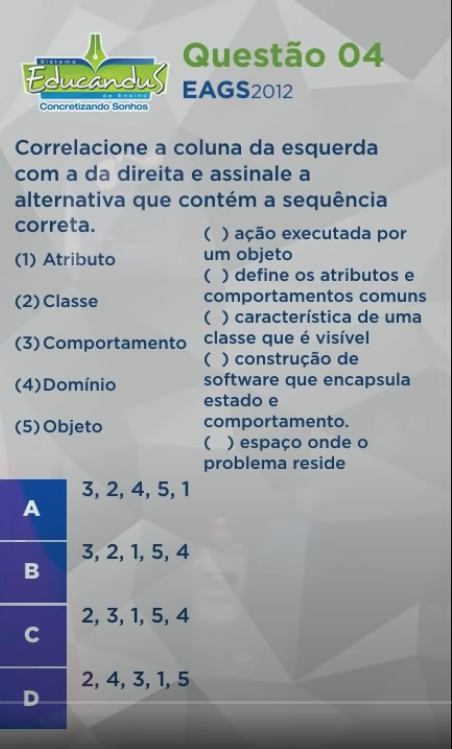 Sistema
Educandus
de Ensino
Concretizando Sonhos
Questão 04
EAGS2012
Correlacione a coluna da esquerda
com a da direita e assinale a
alternativa que contém a sequência
correta.
(1) Atributo
(2) Classe
(3) Comportamento
(4) Domínio
(5) Objeto
( ) ação executada por
um objeto
( ) define os atributos e
comportamentos comuns
( ) característica de uma
classe que é visível
( ) construção de
software que encapsula
estado e
comportamento.
( ) espaço onde o
problema reside
A
3, 2, 4, 5, 1
B
3, 2, 1, 5, 4
C
2, 3, 1, 5, 4
D
2, 4, 3, 1, 5